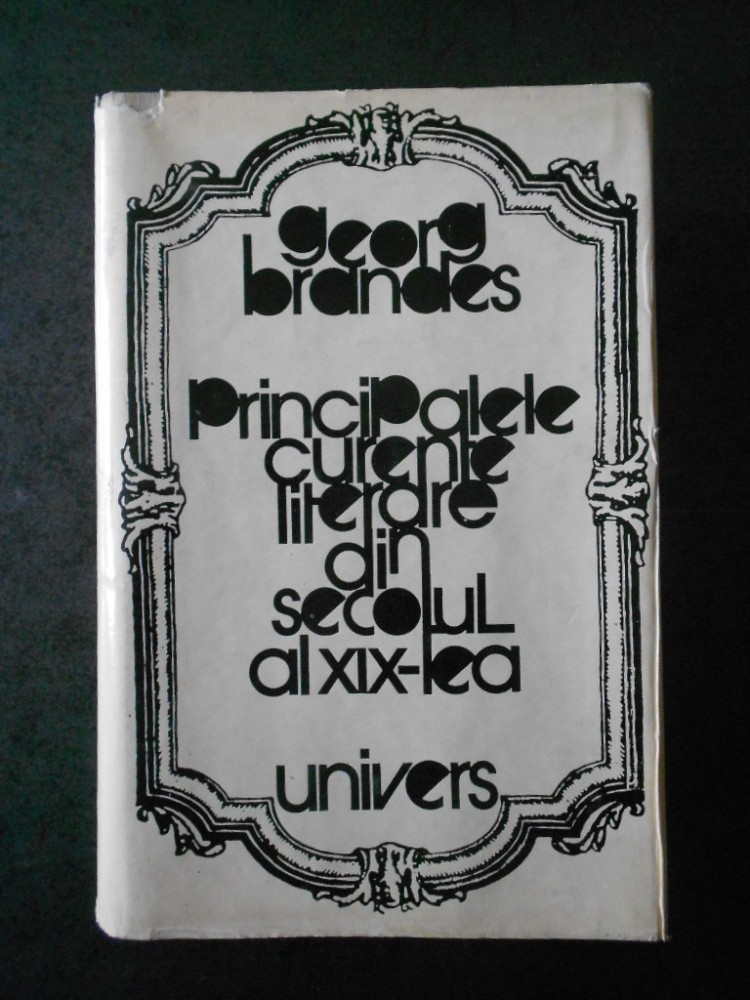 georg
brandes
principalele
curente
literare
din
secolul
al xix-lea
univers